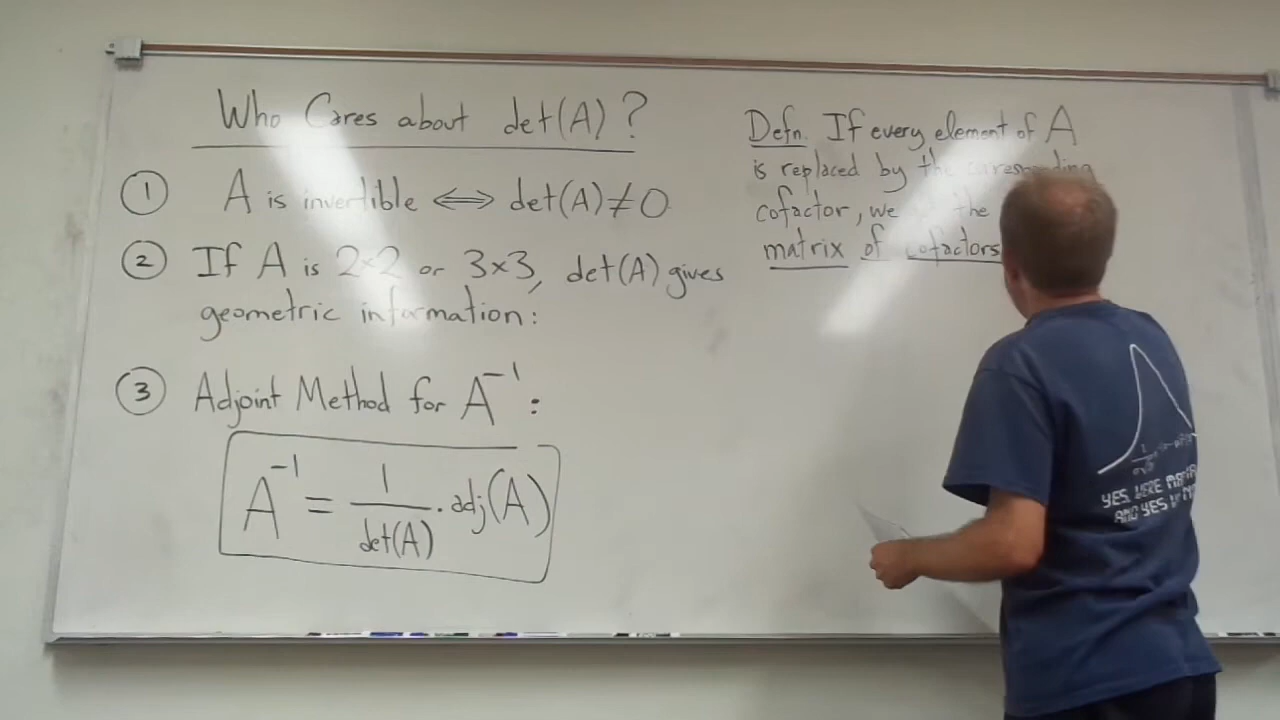 Who Cares about det(A)?
① A is invertible ⟺ det(A)≠0
② If A is 2×2 or 3×3, det(A) gives
geometric information:
③ Adjoint Method for A⁻¹:
A⁻¹ = 1/det(A) · adj(A)
Defn. If every element of A
is replaced by the
cofactor, we the
matrix of cofactors
YES, WE'RE
AND YES